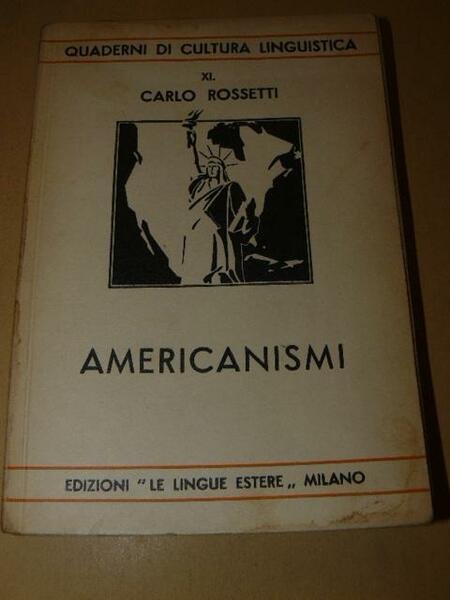 QUADERNI DI CULTURA LINGUISTICA
XI.
CARLO ROSSETTI
AMERICANISMI
EDIZIONI "LE LINGUE ESTERE„ MILANO